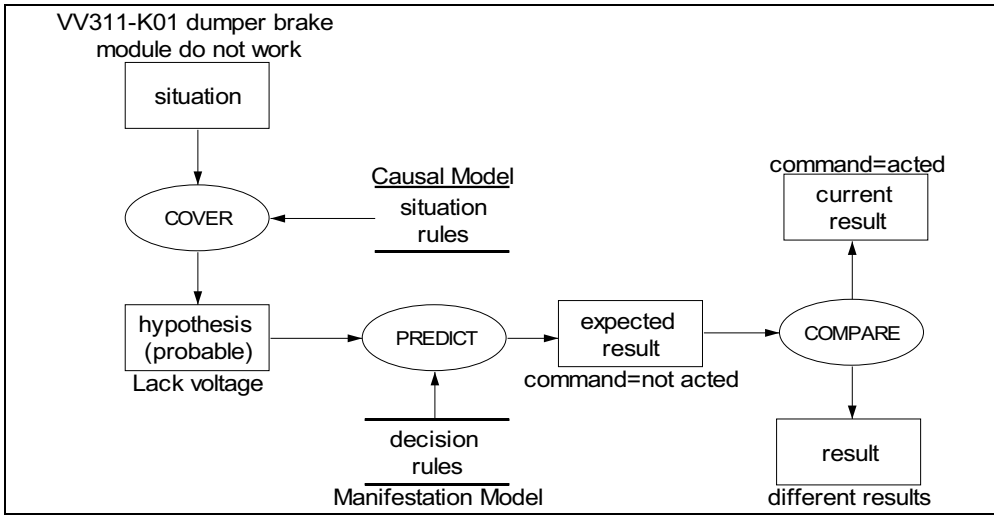 VV311-K01 dumper brake
module do not work
situation
COVER
Causal Model
situation
rules
hypothesis
(probable)
Lack voltage
PREDICT
decision
rules
Manifestation Model
expected
result
command=not acted
command=acted
current
result
COMPARE
result
different results